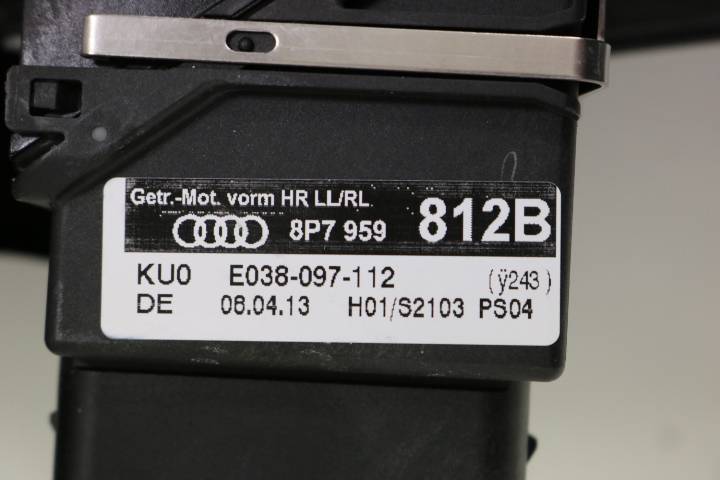 Getr.-Mot. vorm HR LL/RL
8P7 959 812B
KU0 E038-097-112 (ÿ243)
DE 06.04.13 H01/S2103 PS04